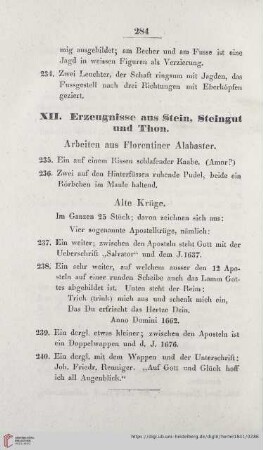 284
seig ausgebildet; am Becher und am Fusse ist eine
Jagd in weissen Figuren als Verzierung.
234. Zwei Leuchter, der Schaft ringsum mit Jagden, das
Fussgestell nach drei Richtungen mit Eberköpfen
geziert.
XII. Erzeugnisse aus Stein, Steingut
und Thon.
Arbeiten aus Florentiner Alabaster.
235. Ein auf einem Kissen schlafender Knabe. (Amor?)
236. Zwei auf den Hinterfüssen ruhende Pudel, beide ein
Körbchen im Maule haltend.
Alte Krüge.
Im Ganzen 25 Stück; davon zeichnen sich aus:
Vier sogenannte Apostelkrüge, nämlich:
237. Ein weiter; zwischen den Aposteln steht Gott mit der
Ueberschrift „Salvator" und dem J. 1637.
238. Ein sehr weiter, auf welchem ausser den 12 Apo-
steln auf einer runden Scheibe auch das Lamm Got-
tes abgebildet ist. Unten steht der Reim:
Trich (trink) mich aus und schenk mich ein,
Das Du erfrischt das Hertze Dein.
Anno Domini 1662.
239. Ein dergl. etwas kleiner; zwischen den Aposteln ist
ein Doppelwappen und d. J. 1676.
240. Ein dergl. mit dem Wappen und der Unterschrift:
Joh. Friedr. Remiger. „Auf Gott und Glück hoff
ich all Augenblick."